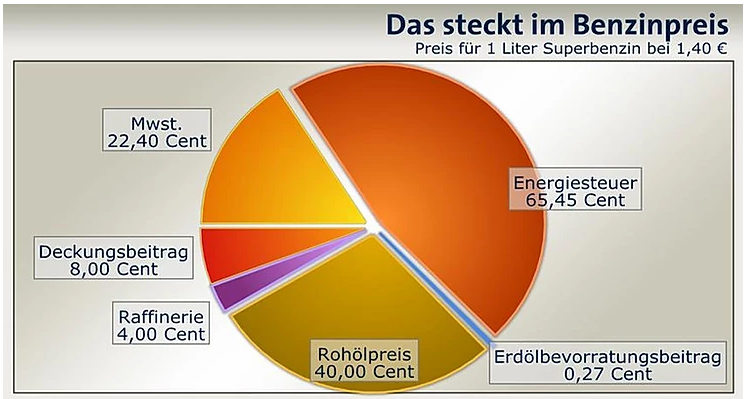 Das steckt im Benzinpreis
Preis für 1 Liter Superbenzin bei 1,40 €
Mwst.
22,40 Cent
Energiesteuer
65,45 Cent
Deckungsbeitrag
8,00 Cent
Raffinerie
4,00 Cent
Rohölpreis
40,00 Cent
Erdölbevorratungsbeitrag
0,27 Cent